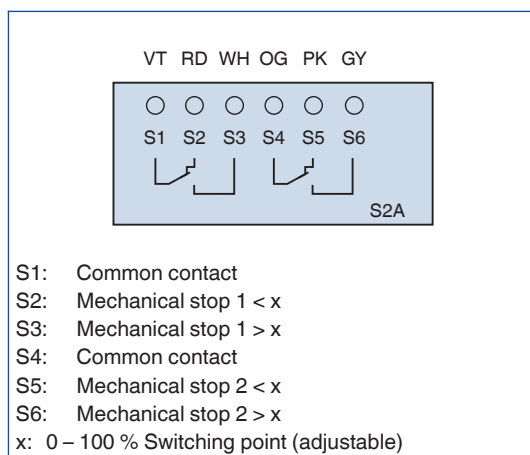 VT RD WH OG PK GY
S1 S2 S3 S4 S5 S6
S2A
S1: Common contact
S2: Mechanical stop 1 < x
S3: Mechanical stop 1 > x
S4: Common contact
S5: Mechanical stop 2 < x
S6: Mechanical stop 2 > x
x: 0 – 100 % Switching point (adjustable)